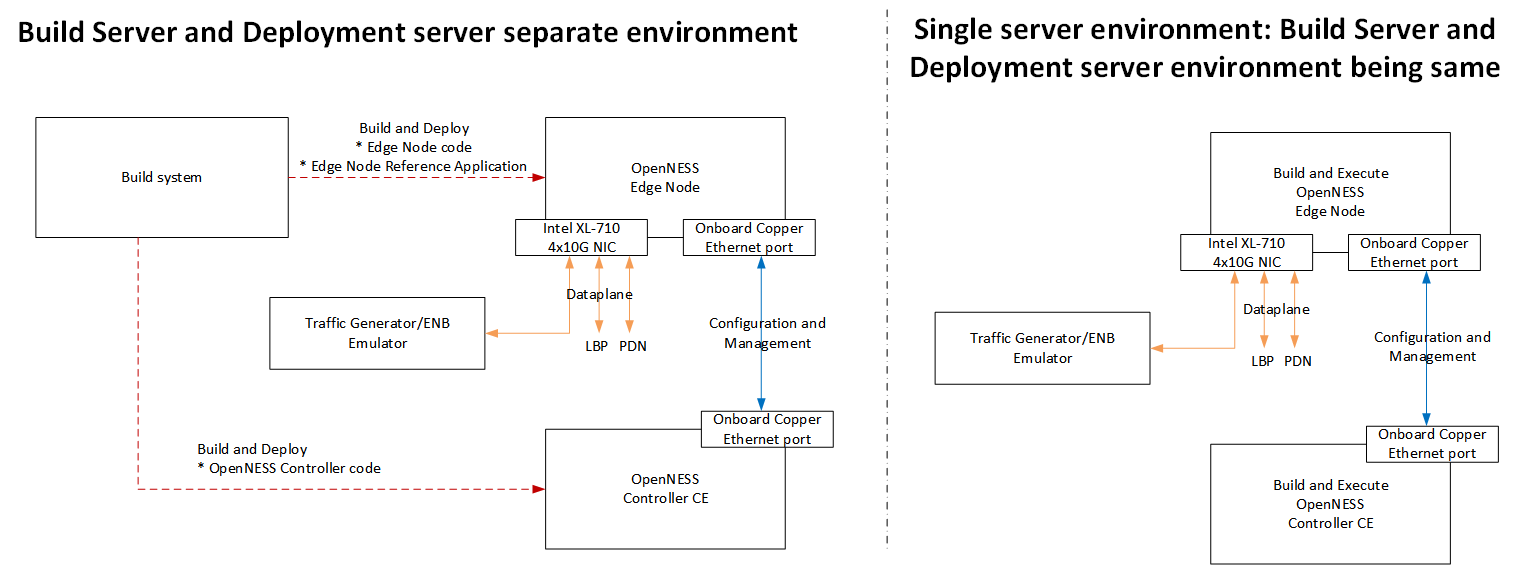 Build Server and Deployment server separate environment
Build system
Build and Deploy
* Edge Node code
* Edge Node Reference Application
OpenNESS
Edge Node
Intel XL-710
4x10G NIC
Onboard Copper
Ethernet port
Dataplane
Traffic Generator/ENB
Emulator
LBP
PDN
Configuration and
Management
Onboard Copper
Ethernet port
Build and Deploy
* OpenNESS Controller code
OpenNESS
Controller CE
Single server environment: Build Server and
Deployment server environment being same
Build and Execute
OpenNESS
Edge Node
Intel XL-710
4x10G NIC
Onboard Copper
Ethernet port
Dataplane
Traffic Generator/ENB
Emulator
LBP
PDN
Configuration and
Management
Onboard Copper
Ethernet port
Build and Execute
OpenNESS
Controller CE